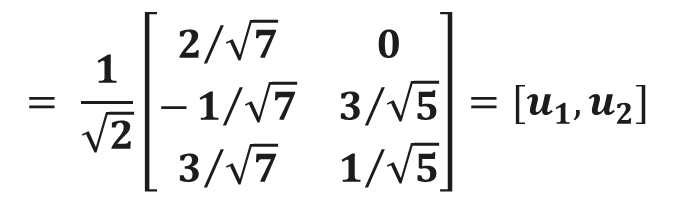 = 1/√2 [ 2/√7 0
− 1/√7 3/√5
3/√7 1/√5 ] = [u₁, u₂]